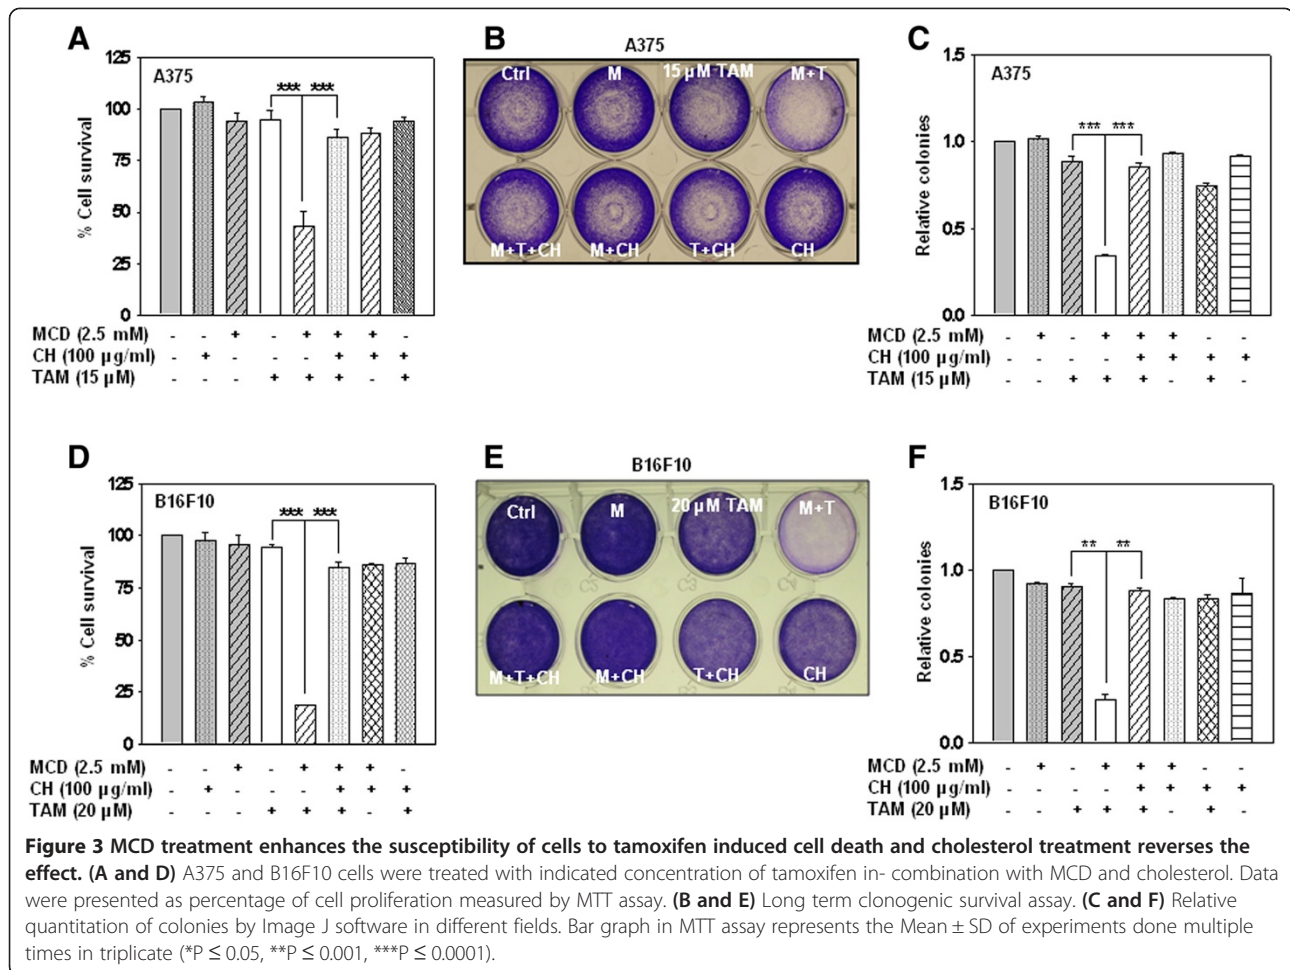 A
125
100
75
50
25
0
% Cell survival
A375
*** ***
MCD (2.5 mM) - - + - + + + -
CH (100 µg/ml) - + - - - + + +
TAM (15 µM) - - - + + + - +
B
A375
Ctrl M 15 µM TAM M+T
M+T+CH M+CH T+CH CH
C
1.5
1.0
0.5
0.0
Relative colonies
A375
*** ***
MCD (2.5 mM) - + - + + + - -
CH (100 µg/ml) - - - - + + + +
TAM (15 µM) - - + + + - + -
D
125
100
75
50
25
0
% Cell survival
B16F10
*** ***
MCD (2.5 mM) - - + - + + + -
CH (100 µg/ml) - + - - - + + +
TAM (20 µM) - - - + + + - +
E
B16F10
Ctrl M 20 µM TAM M+T
M+T+CH M+CH T+CH CH
F
1.5
1.0
0.5
0.0
Relative colonies
B16F10
** **
MCD (2.5 mM) - + - + + + - -
CH (100 µg/ml) - - - - + + + +
TAM (20 µM) - - + + + - + -
Figure 3 MCD treatment enhances the susceptibility of cells to tamoxifen induced cell death and cholesterol treatment reverses the
effect. (A and D) A375 and B16F10 cells were treated with indicated concentration of tamoxifen in- combination with MCD and cholesterol. Data
were presented as percentage of cell proliferation measured by MTT assay. (B and E) Long term clonogenic survival assay. (C and F) Relative
quantitation of colonies by Image J software in different fields. Bar graph in MTT assay represents the Mean ± SD of experiments done multiple
times in triplicate (*P ≤ 0.05, **P ≤ 0.001, ***P ≤ 0.0001).